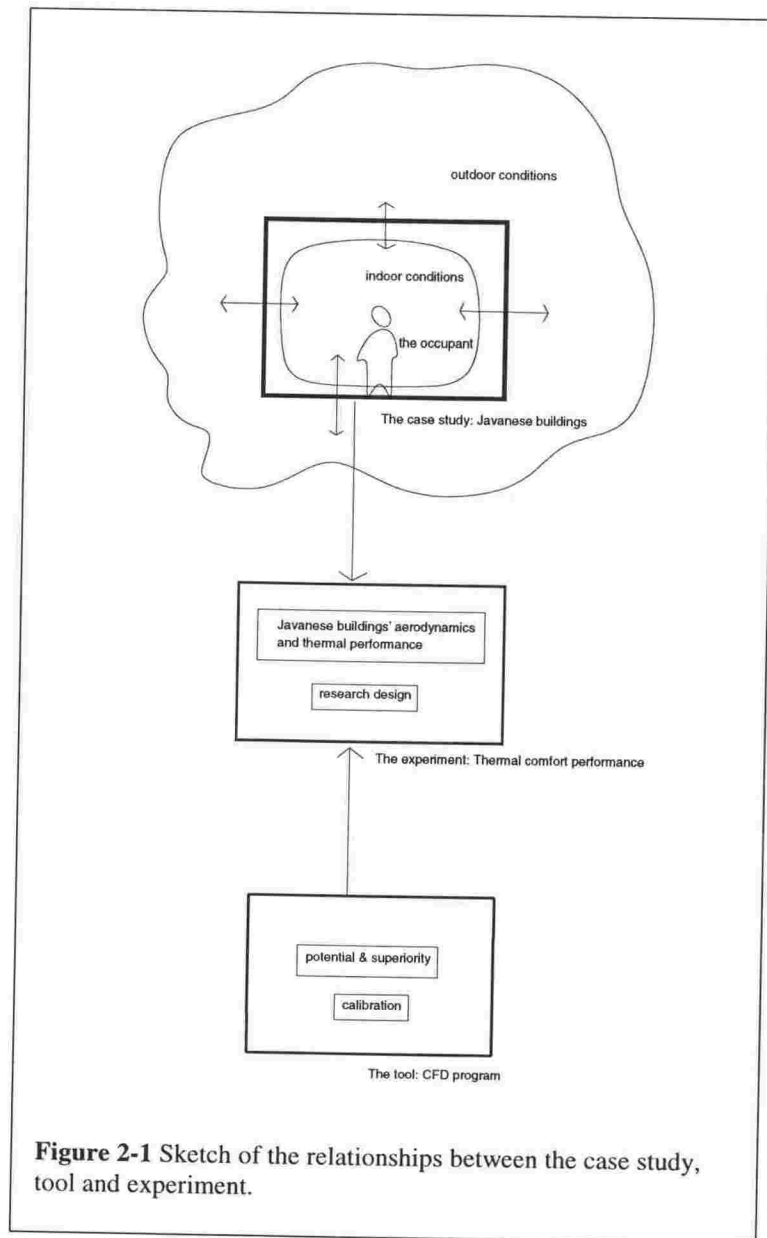 outdoor conditions
indoor conditions
the occupant
The case study: Javanese buildings
Javanese buildings' aerodynamics
and thermal performance
research design
The experiment: Thermal comfort performance
potential & superiority
calibration
The tool: CFD program
Figure 2-1 Sketch of the relationships between the case study,
tool and experiment.